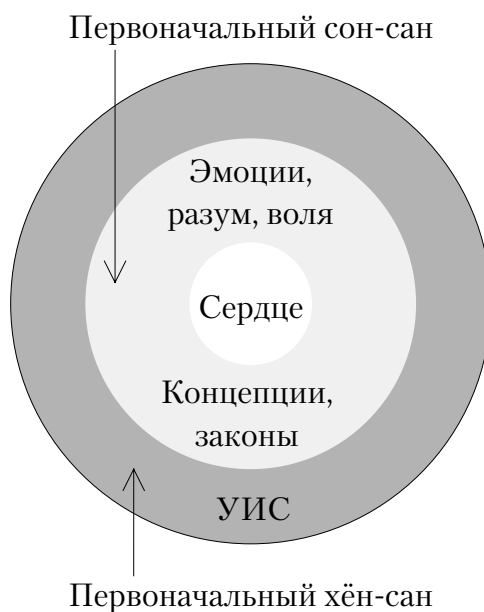 Первоначальный сон-сан
Эмоции,
разум, воля
Сердце
Концепции,
законы
УИС
Первоначальный хён-сан